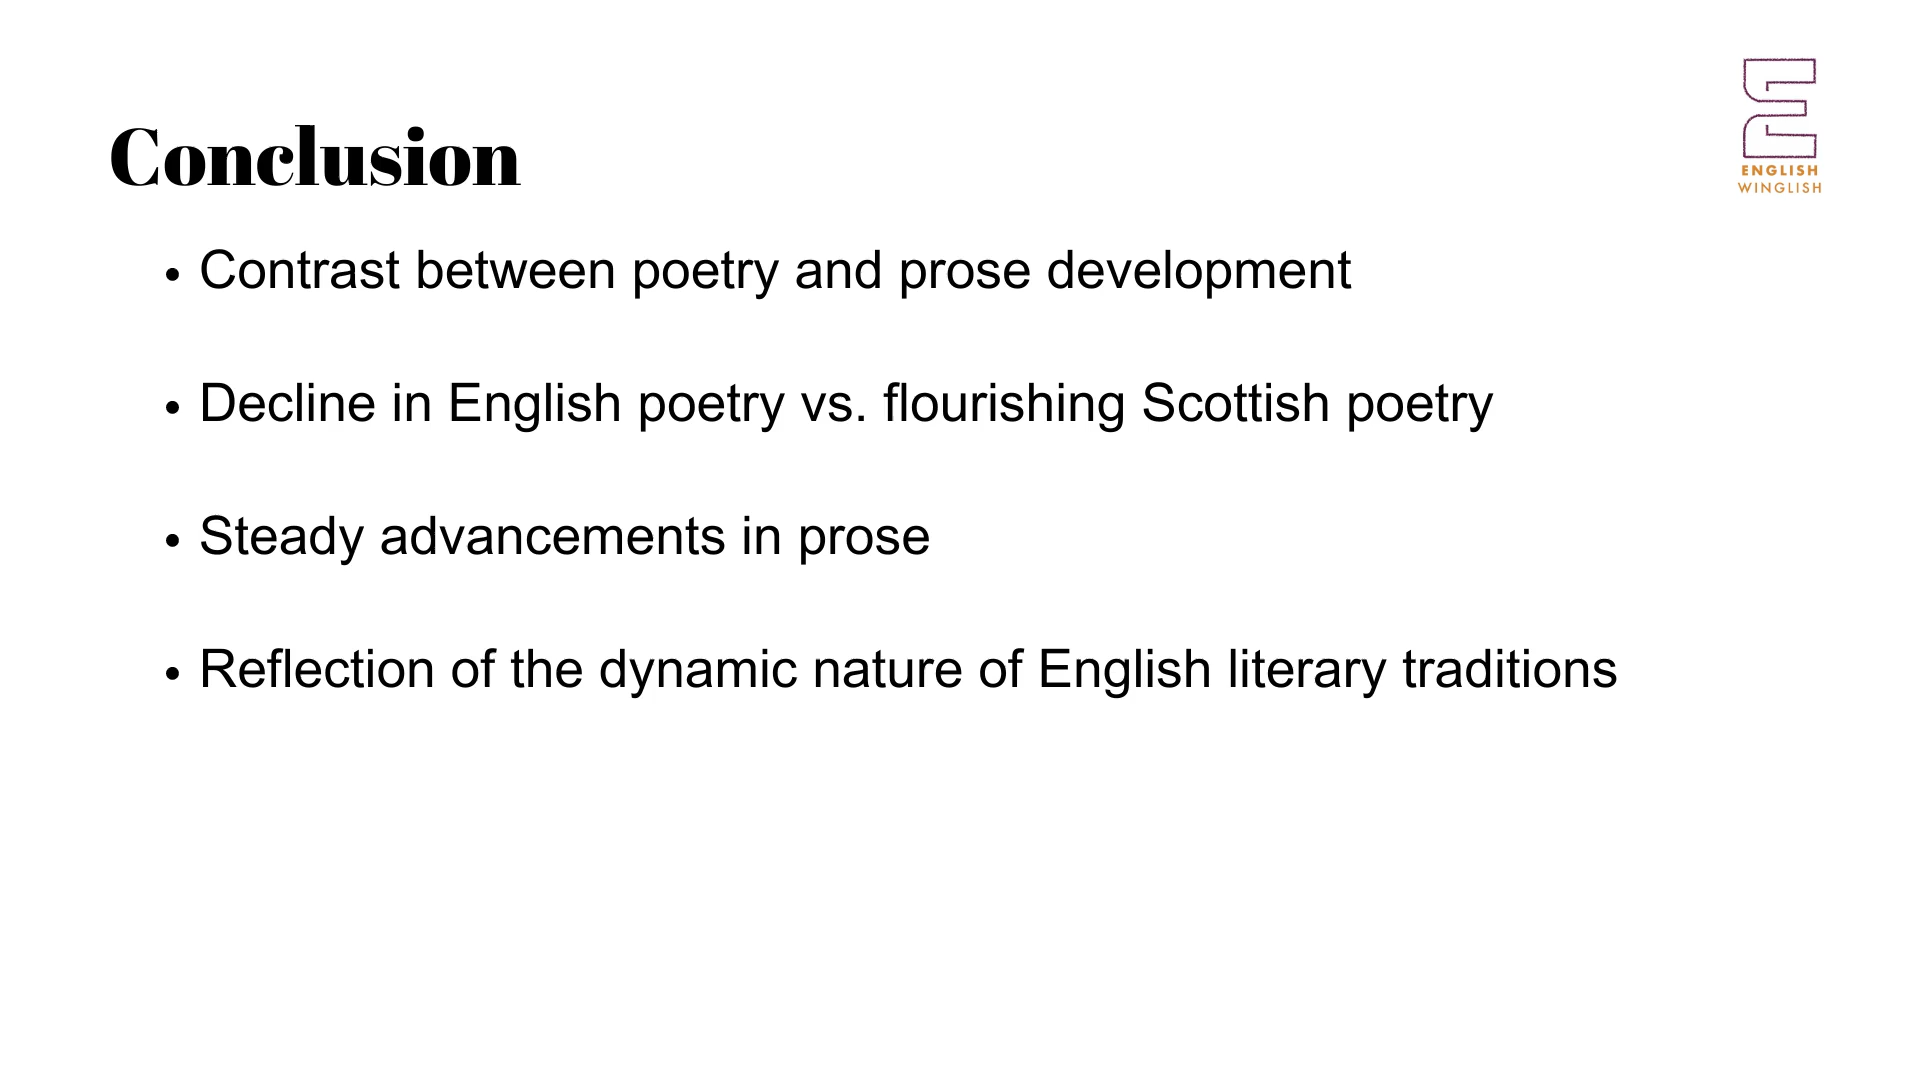 ENGLISH
WINGLISH
Conclusion
• Contrast between poetry and prose development
• Decline in English poetry vs. flourishing Scottish poetry
• Steady advancements in prose
• Reflection of the dynamic nature of English literary traditions